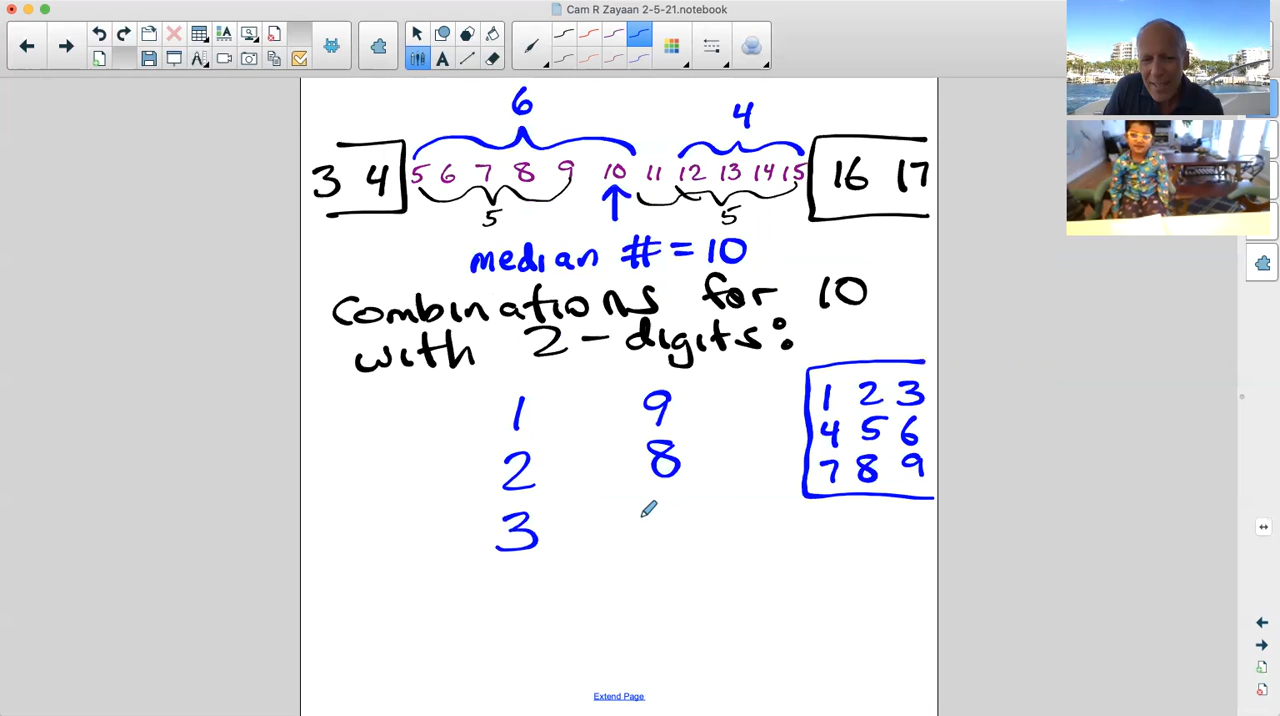 Cam R Zayaan 2-5-21.notebook
6 4
3 4 5 6 7 8 9 10 11 12 13 14 15 16 17
5 5
median # = 10
Combinations for 10
with 2-digits:
1 9
2 8
3
1 2 3
4 5 6
7 8 9
Extend Page